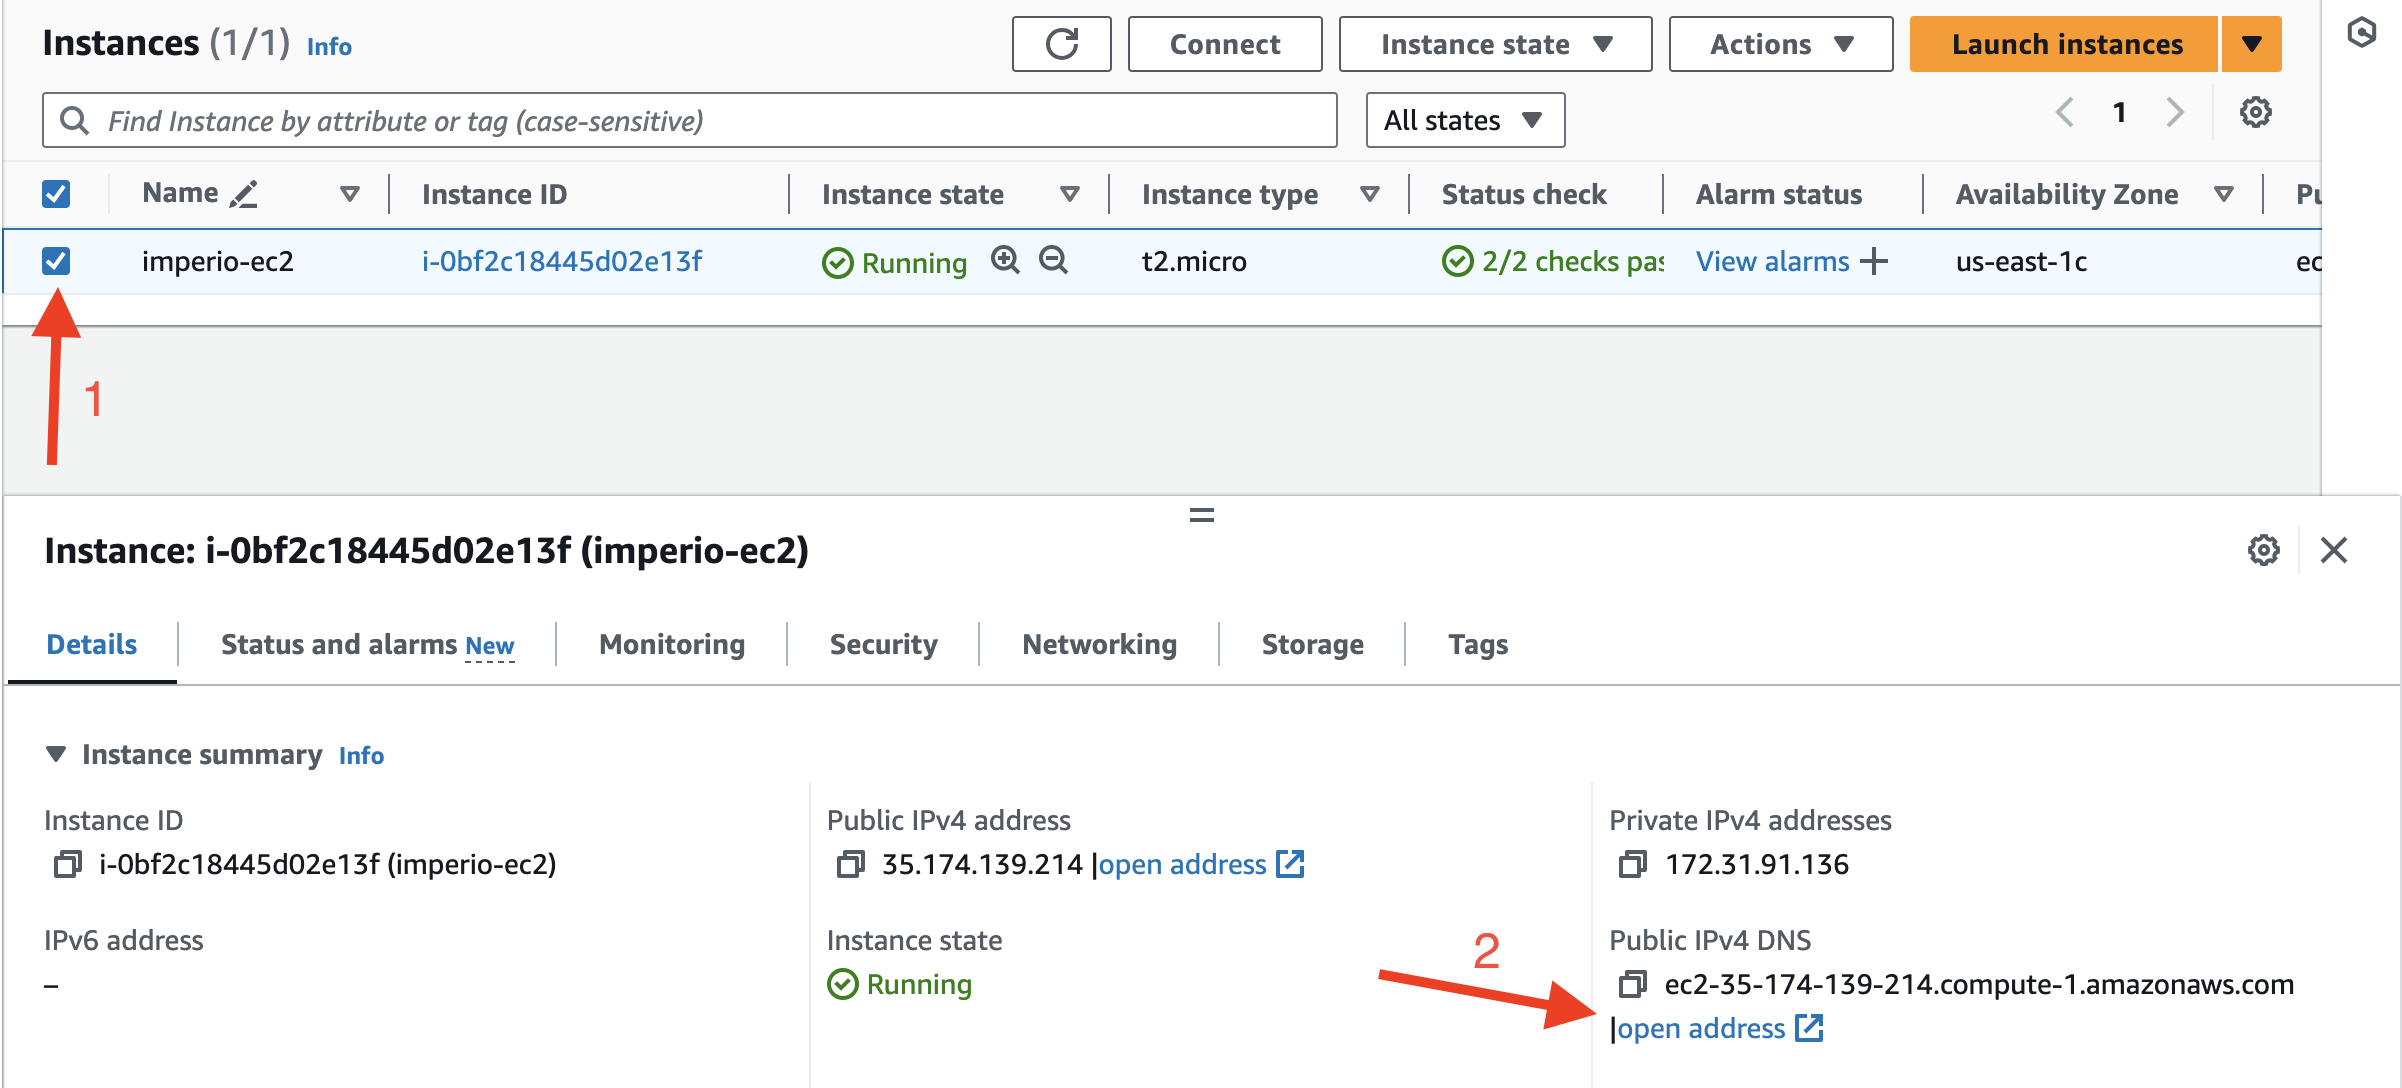 Instances (1/1) Info
Connect
Instance state
Actions
Launch instances
Find Instance by attribute or tag (case-sensitive)
All states
1
Name
Instance ID
Instance state
Instance type
Status check
Alarm status
Availability Zone
Pu
imperio-ec2
i-0bf2c18445d02e13f
Running
t2.micro
2/2 checks pas
View alarms
us-east-1c
ec
1
Instance: i-0bf2c18445d02e13f (imperio-ec2)
Details
Status and alarms New
Monitoring
Security
Networking
Storage
Tags
Instance summary Info
Instance ID
i-0bf2c18445d02e13f (imperio-ec2)
Public IPv4 address
35.174.139.214 |open address
Private IPv4 addresses
172.31.91.136
IPv6 address
–
Instance state
Running
2
Public IPv4 DNS
ec2-35-174-139-214.compute-1.amazonaws.com
|open address